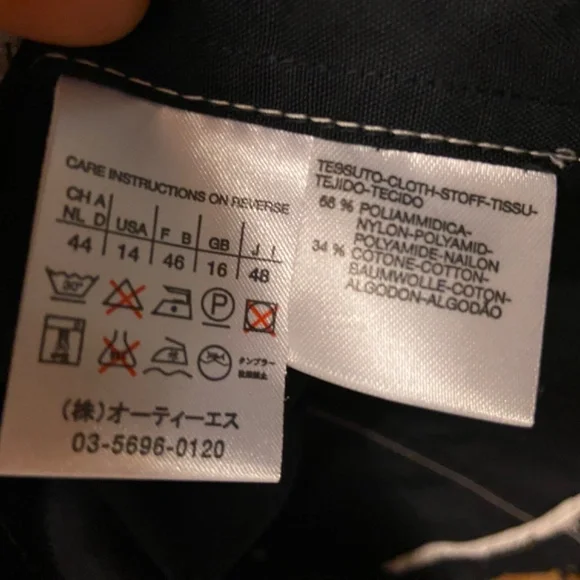 CARE INSTRUCTIONS ON REVERSE
CH A
NL D USA F B GB J I
44 14 46 16 48
30°
P
タンブラー
乾燥禁止
(株)オーティーエス
03-5696-0120
TESSUTO-CLOTH-STOFF-TISSU-
TEJIDO-TECIDO
66 % POLIAMMIDICA-
NYLON-POLYAMID-
POLYAMIDE-NAILON
34 % COTONE-COTTON-
BAUMWOLLE-COTON-
ALGODON-ALGODÃO